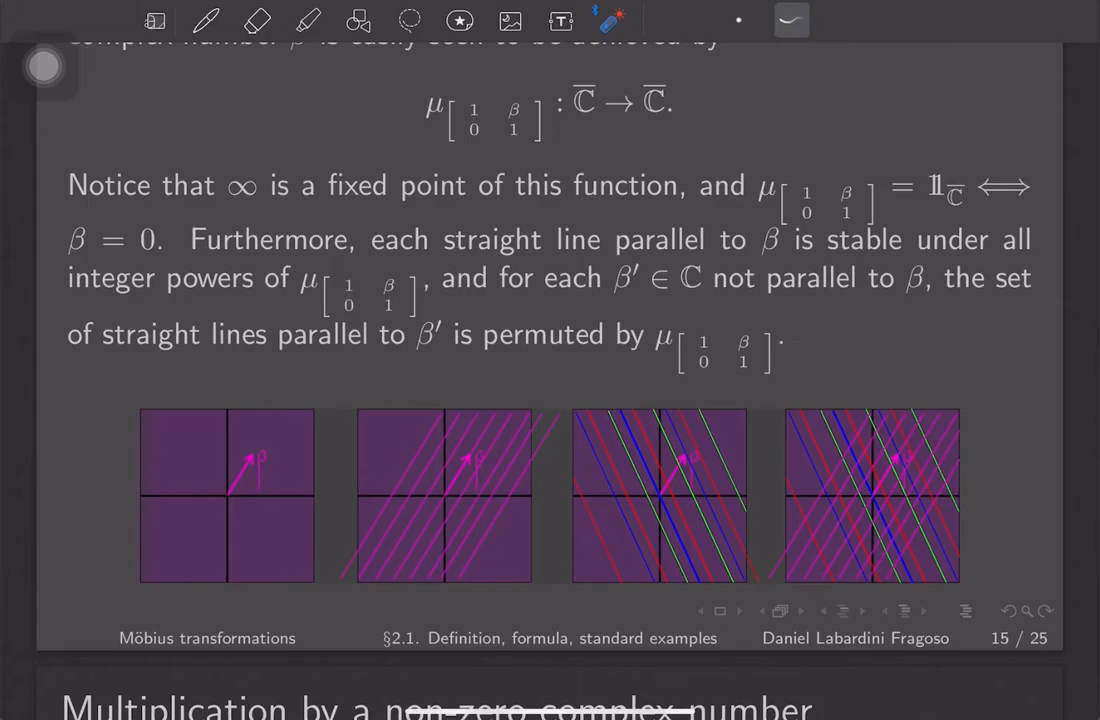 μ[ 1 β 0 1 ] : ℂ̅ → ℂ̅.
Notice that ∞ is a fixed point of this function, and μ[ 1 β 0 1 ] = 𝟙ℂ̅ ⟺
β = 0. Furthermore, each straight line parallel to β is stable under all
integer powers of μ[ 1 β 0 1 ], and for each β′ ∈ ℂ not parallel to β, the set
of straight lines parallel to β′ is permuted by μ[ 1 β 0 1 ].
β β β β
Möbius transformations §2.1. Definition, formula, standard examples Daniel Labardini Fragoso 15 / 25
Multiplication by a non-zero complex number